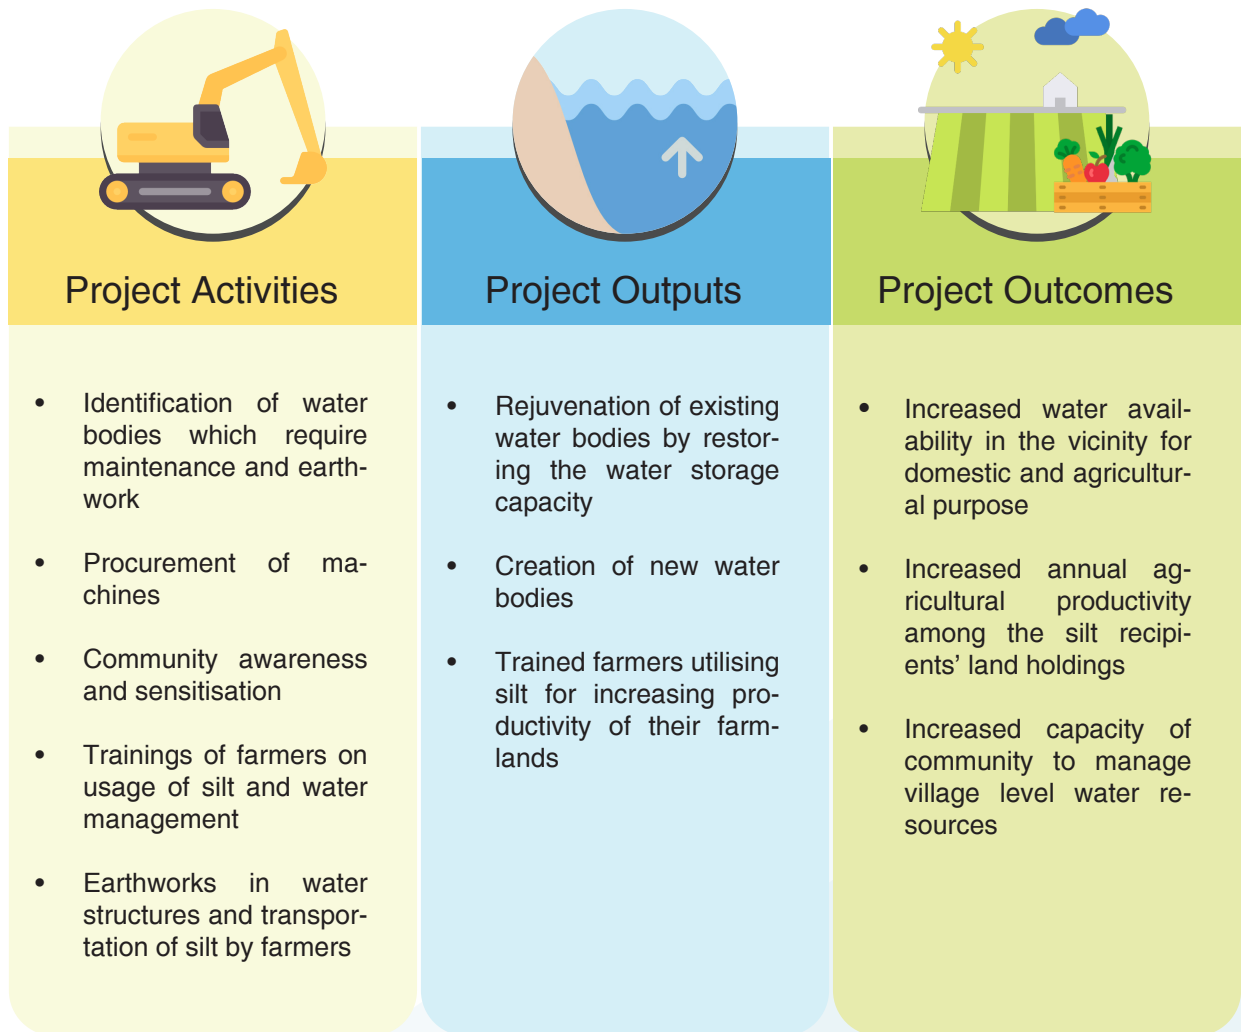 Project Activities
• Identification of water
bodies which require
maintenance and earth-
work
• Procurement of ma-
chines
• Community awareness
and sensitisation
• Trainings of farmers on
usage of silt and water
management
• Earthworks in water
structures and transpor-
tation of silt by farmers
Project Outputs
• Rejuvenation of existing
water bodies by restor-
ing the water storage
capacity
• Creation of new water
bodies
• Trained farmers utilising
silt for increasing pro-
ductivity of their farm-
lands
Project Outcomes
• Increased water avail-
ability in the vicinity for
domestic and agricultur-
al purpose
• Increased annual ag-
ricultural productivity
among the silt recipi-
ents’ land holdings
• Increased capacity of
community to manage
village level water re-
sources